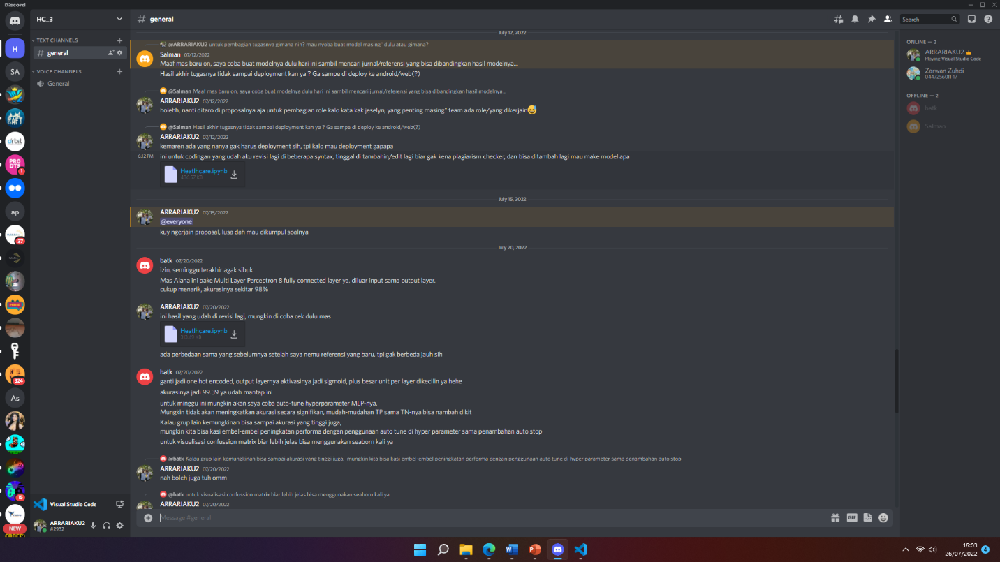 Discord
HC_3
# general
Search
TEXT CHANNELS
# general
VOICE CHANNELS
General
H
SA
RAFT
orbit
PRO DTS
1
ap
37
324
As
15
NEW
July 12, 2022
@ARRARIAKU2 untuk pembagian tugasnya gimana nih? mau nyoba buat model masing" dulu atau gimana?
Salman 07/12/2022
Maaf mas baru on, saya coba buat modelnya dulu hari ini sambil mencari jurnal/referensi yang bisa dibandingkan hasil modelnya...
Hasil akhir tugasnya tidak sampai deployment kan ya ? Ga sampe di deploy ke android/web(?)
@Salman Maaf mas baru on, saya coba buat modelnya dulu hari ini sambil mencari jurnal/referensi yang bisa dibandingkan hasil modelnya...
ARRARIAKU2 07/12/2022
bolehh, nanti ditaro di proposalnya aja untuk pembagian role kalo kata kak jeselyn, yang penting masing" team ada role/yang dikerjain😅
@Salman Hasil akhir tugasnya tidak sampai deployment kan ya ? Ga sampe di deploy ke android/web(?)
ARRARIAKU2 07/12/2022
kemaren ada yang nanya gak harus deployment sih, tpi kalo mau deployment gapapa
6:12 PM ini untuk codingan yang udah aku revisi lagi di beberapa syntax, tinggal di tambahin/edit lagi biar gak kena plagiarism checker, dan bisa ditambah lagi mau make model apa
Heatlhcare.ipynb
486.57 KB
July 15, 2022
ARRARIAKU2 07/15/2022
@everyone
kuy ngerjain proposal, lusa dah mau dikumpul soalnya
July 20, 2022
batk 07/20/2022
izin, seminggu terakhir agak sibuk
Mas Alana ini pake Multi Layer Perceptron 8 fully connected layer ya, diluar input sama output layer.
cukup menarik, akurasinya sekitar 98%
ARRARIAKU2 07/20/2022
ini hasil yang udah di revisi lagi, mungkin di coba cek dulu mas
Heatlhcare.ipynb
ada perbedaan sama yang sebelumnya setelah saya nemu referensi yang baru, tpi gak berbeda jauh sih
batk 07/20/2022
ganti jadi one hot encoded, output layernya aktivasinya jadi sigmoid, plus besar unit per layer dikecilin ya hehe
akurasinya jadi 99.39 ya udah mantap ini
untuk minggu ini mungkin akan saya coba auto-tune hyperparameter MLP-nya,
Mungkin tidak akan meningkatkan akurasi secara signifikan, mudah-mudahan TP sama TN-nya bisa nambah dikit
Kalau grup lain kemungkinan bisa sampai akurasi yang tinggi juga,
mungkin kita bisa kasi embel-embel peningkatan performa dengan penggunaan auto tune di hyper parameter sama penambahan auto stop
untuk visualisasi confussion matrix biar lebih jelas bisa menggunakan seaborn kali ya
@batk Kalau grup lain kemungkinan bisa sampai akurasi yang tinggi juga, mungkin kita bisa kasi embel-embel peningkatan performa dengan penggunaan auto tune di hyper parameter sama penambahan auto stop
ARRARIAKU2 07/20/2022
nah boleh juga tuh omm
@batk untuk visualisasi confussion matrix biar lebih jelas bisa menggunakan seaborn kali ya
ARRARIAKU2 07/20/2022
Message #general
GIF
ONLINE — 2
ARRARIAKU2
Playing Visual Studio Code
Zarwan Zuhdi
0447256011-17
OFFLINE — 2
batk
Salman
Visual Studio Code
ARRARIAKU2
#2932
16:03
26/07/2022
4